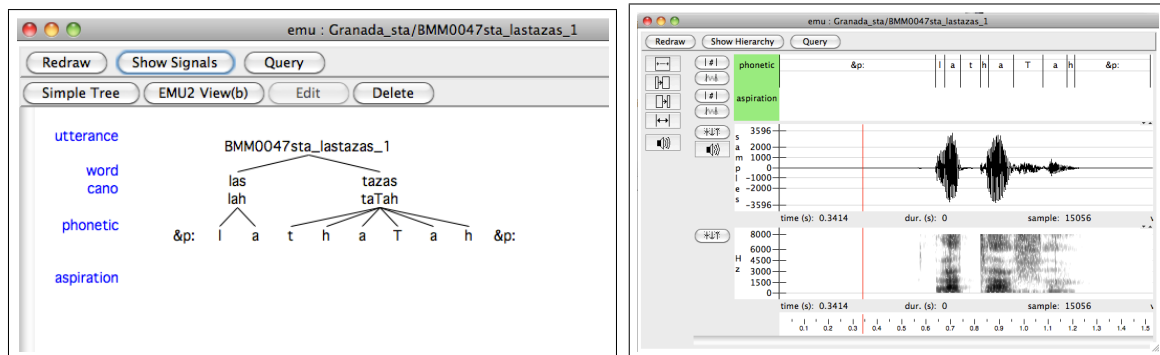 emu : Granada_sta/BMM0047sta_lastazas_1
Redraw Show Signals Query
Simple Tree EMU2 View(b) Edit Delete
utterance
BMM0047sta_lastazas_1
word las tazas
cano lah taTah
phonetic &p: l a t h a T a h &p:
aspiration
emu : Granada_sta/BMM0047sta_lastazas_1
Redraw Show Hierarchy Query
phonetic &p: l a t h a T a h &p:
aspiration
samples
3596
2000
1000
0
-1000
-2000
-3596
time (s): 0.3414 dur. (s): 0 sample: 15056
Hz
8000
6000
4500
3000
1500
0
time (s): 0.3414 dur. (s): 0 sample: 15056
0.1 0.2 0.3 0.4 0.5 0.6 0.7 0.8 0.9 1.0 1.1 1.2 1.3 1.4 1.5